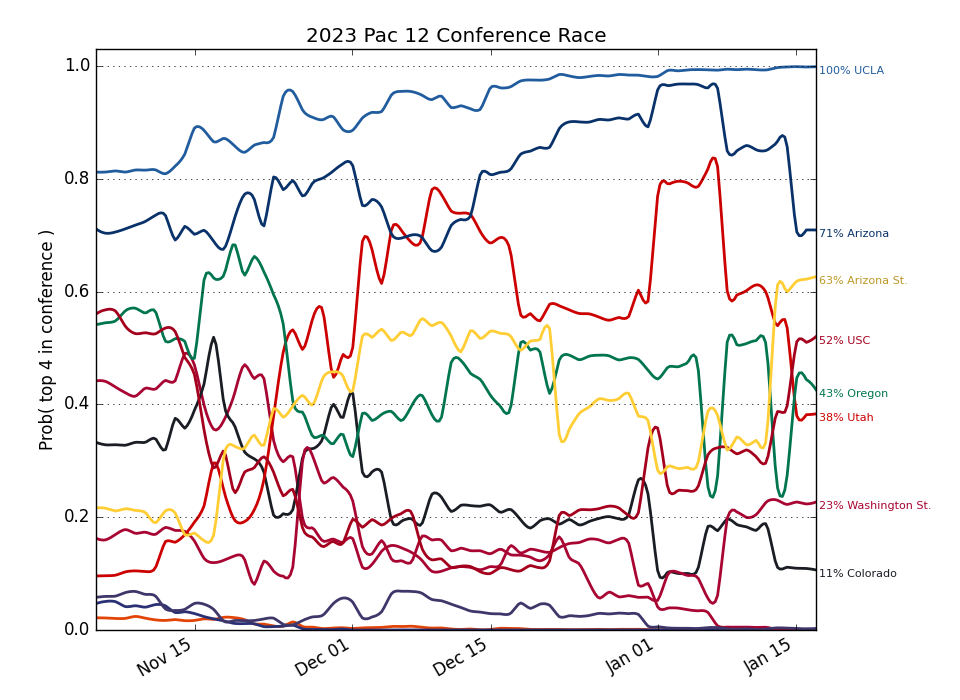 2023 Pac 12 Conference Race
Prob( top 4 in conference )
1.0
0.8
0.6
0.4
0.2
0.0
100% UCLA
71% Arizona
63% Arizona St.
52% USC
43% Oregon
38% Utah
23% Washington St.
11% Colorado
Nov 15
Dec 01
Dec 15
Jan 01
Jan 15